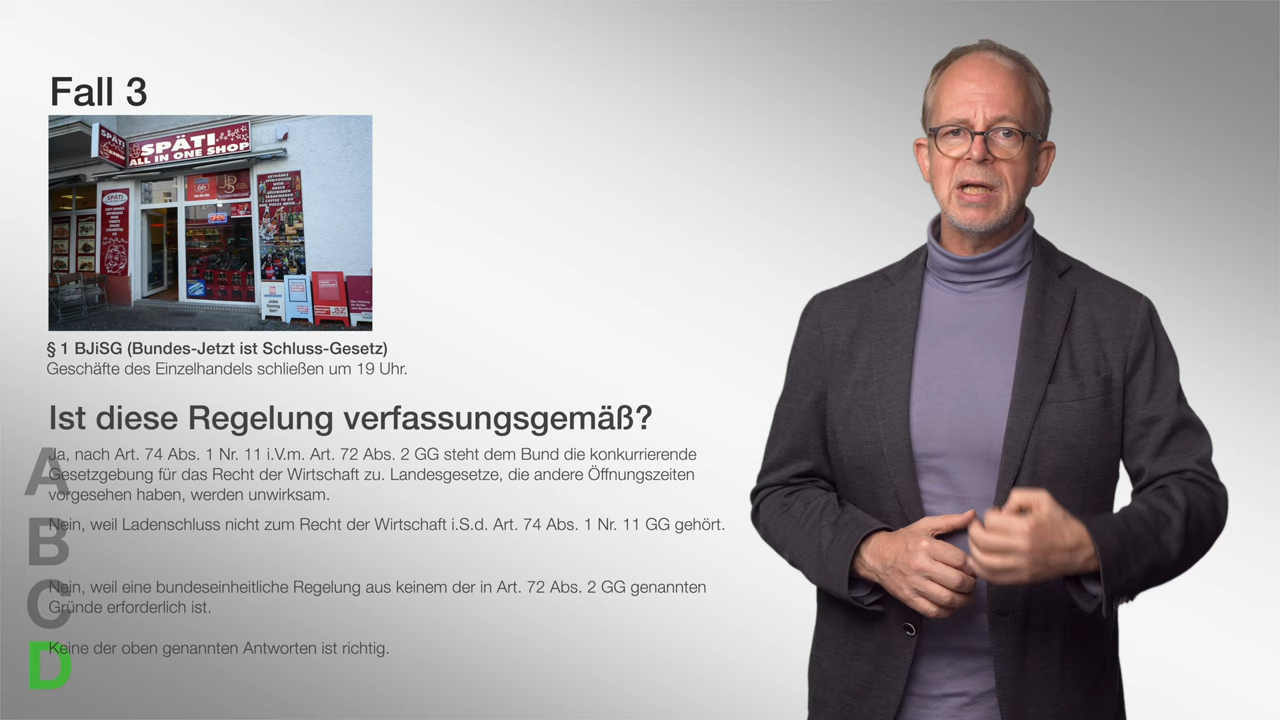 Fall 3
SPÄTI
SPÄTI
ALL IN ONE SHOP
SPÄTI
OPEN
66
§ 1 BJiSG (Bundes-Jetzt ist Schluss-Gesetz)
Geschäfte des Einzelhandels schließen um 19 Uhr.
Ist diese Regelung verfassungsgemäß?
A Ja, nach Art. 74 Abs. 1 Nr. 11 i.V.m. Art. 72 Abs. 2 GG steht dem Bund die konkurrierende
Gesetzgebung für das Recht der Wirtschaft zu. Landesgesetze, die andere Öffnungszeiten
vorgesehen haben, werden unwirksam.
B Nein, weil Ladenschluss nicht zum Recht der Wirtschaft i.S.d. Art. 74 Abs. 1 Nr. 11 GG gehört.
C Nein, weil eine bundeseinheitliche Regelung aus keinem der in Art. 72 Abs. 2 GG genannten
Gründe erforderlich ist.
D Keine der oben genannten Antworten ist richtig.